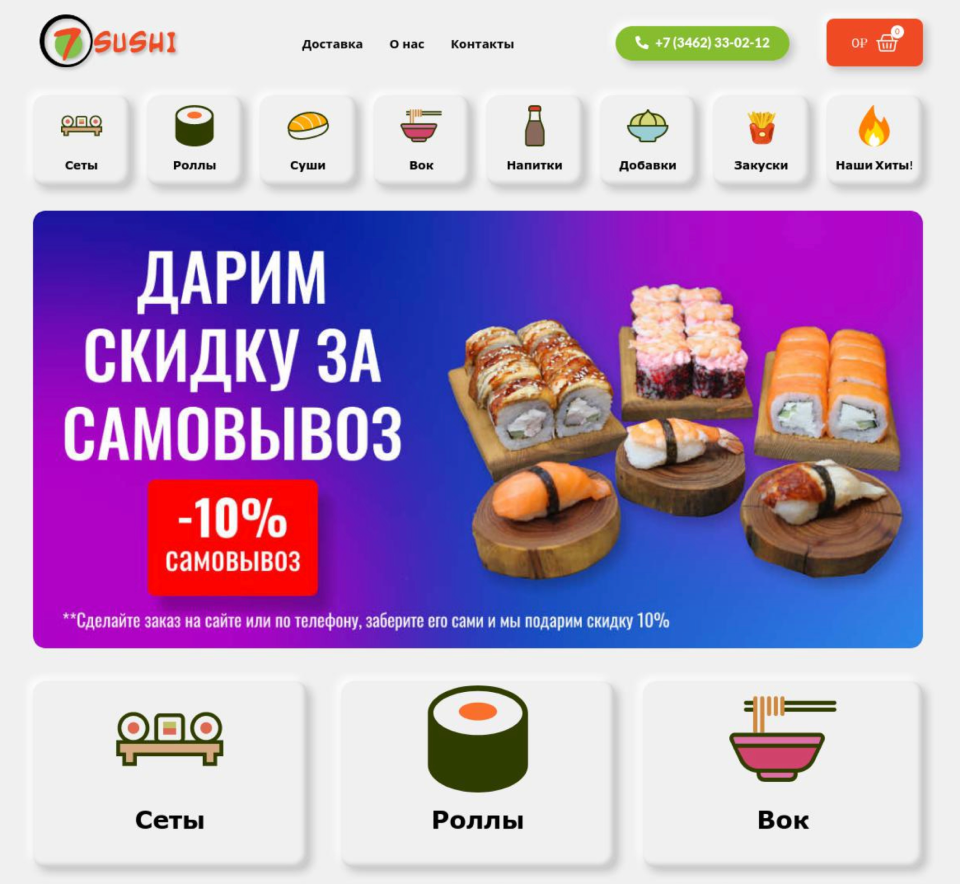 7 SUSHI
Доставка О нас Контакты
+7 (3462) 33-02-12
0₽ 0
Сеты Роллы Суши Вок Напитки Добавки Закуски Наши Хиты!
ДАРИМ
СКИДКУ ЗА
САМОВЫВОЗ
-10%
самовывоз
**Сделайте заказ на сайте или по телефону, заберите его сами и мы подарим скидку 10%
Сеты Роллы Вок